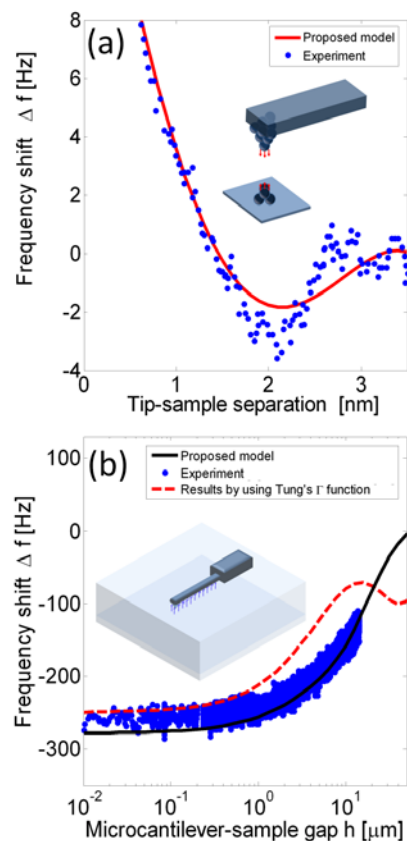 (a)
Proposed model
Experiment
Frequency shift Δ f [Hz]
8
6
4
2
0
-2
-4
0
1
2
3
Tip-sample separation [nm]
(b)
Proposed model
Experiment
Results by using Tung's Γ function
Frequency shift Δ f [Hz]
100
0
-100
-200
-300
10-2
10-1
100
101
Microcantilever-sample gap h [μm]